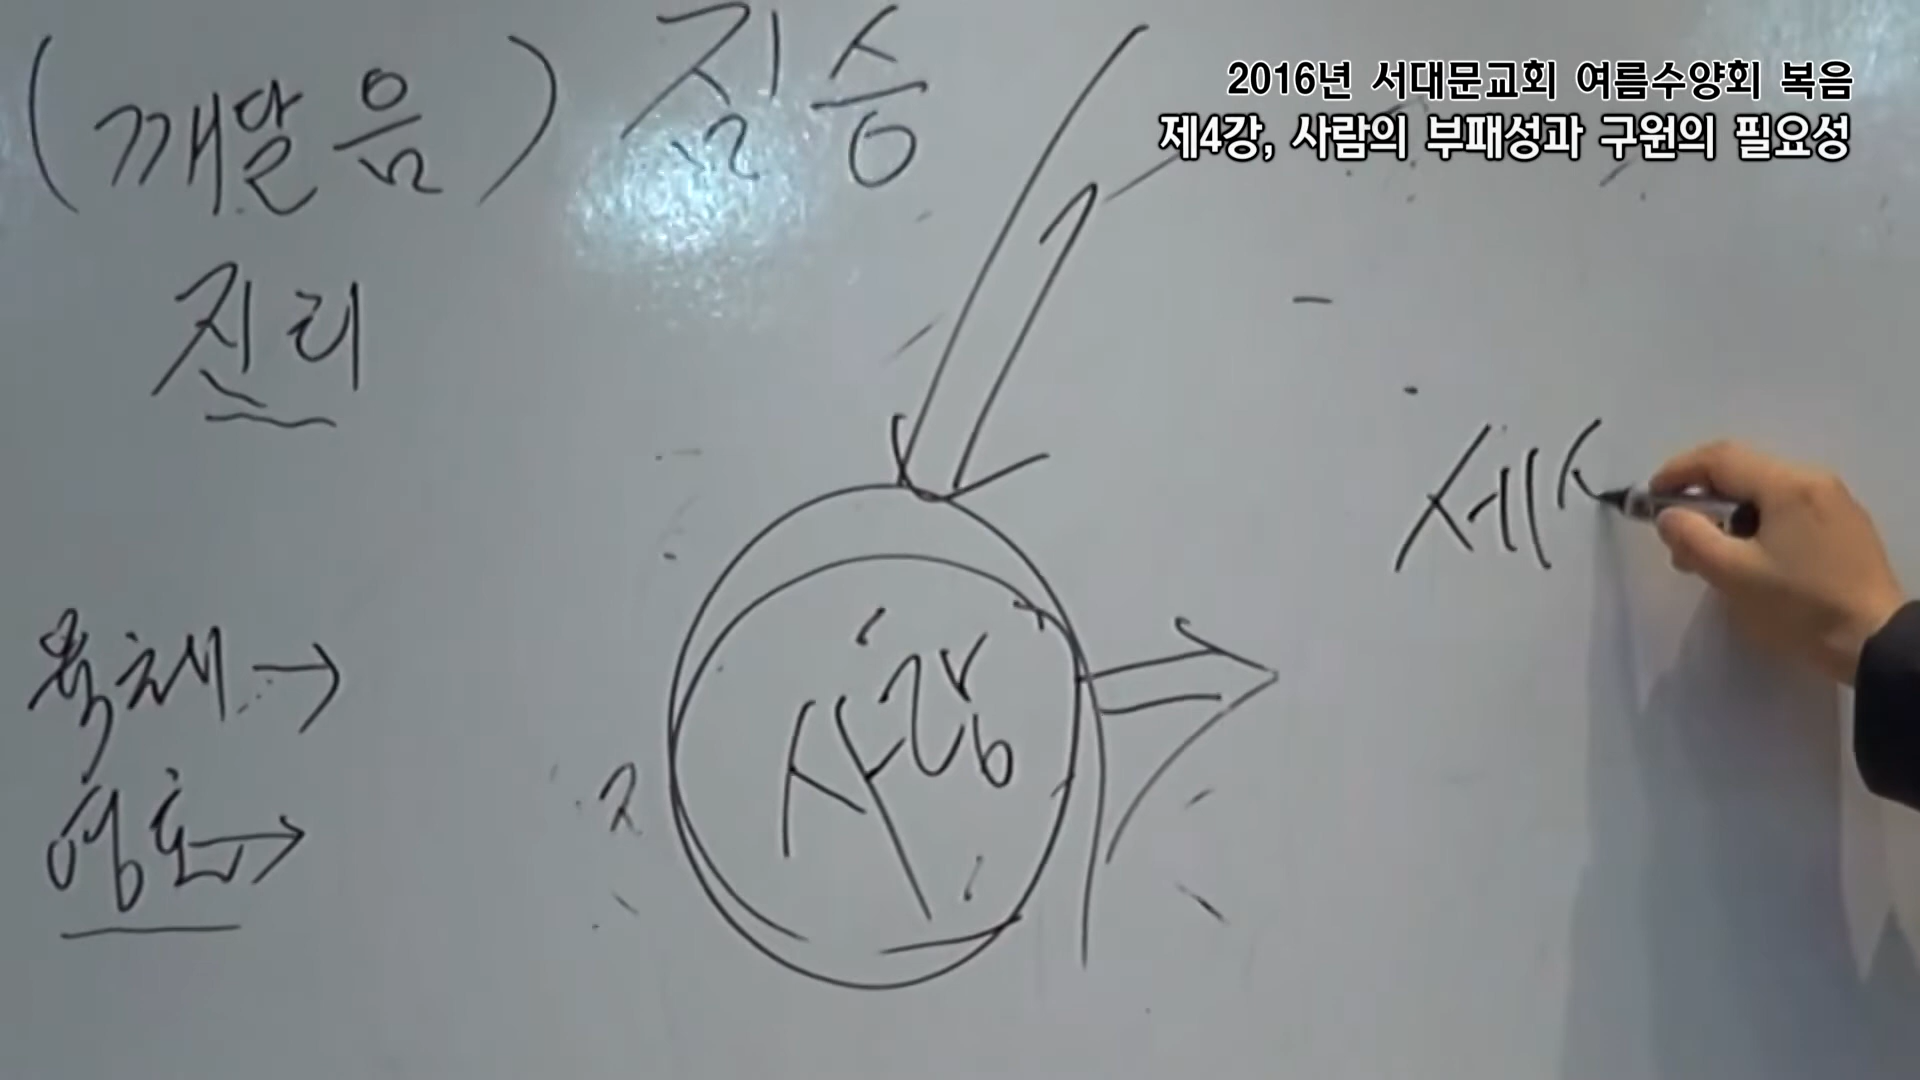 2016년 서대문교회 여름수양회 복음
제4강, 사람의 부패성과 구원의 필요성
(깨달음) 짐승
진리
육체 →
영혼 →
사람
세